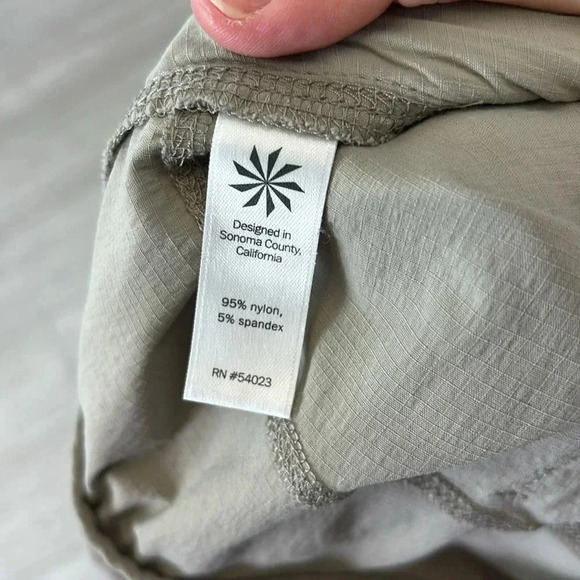 Designed in
Sonoma County,
California
95% nylon,
5% spandex
RN #54023